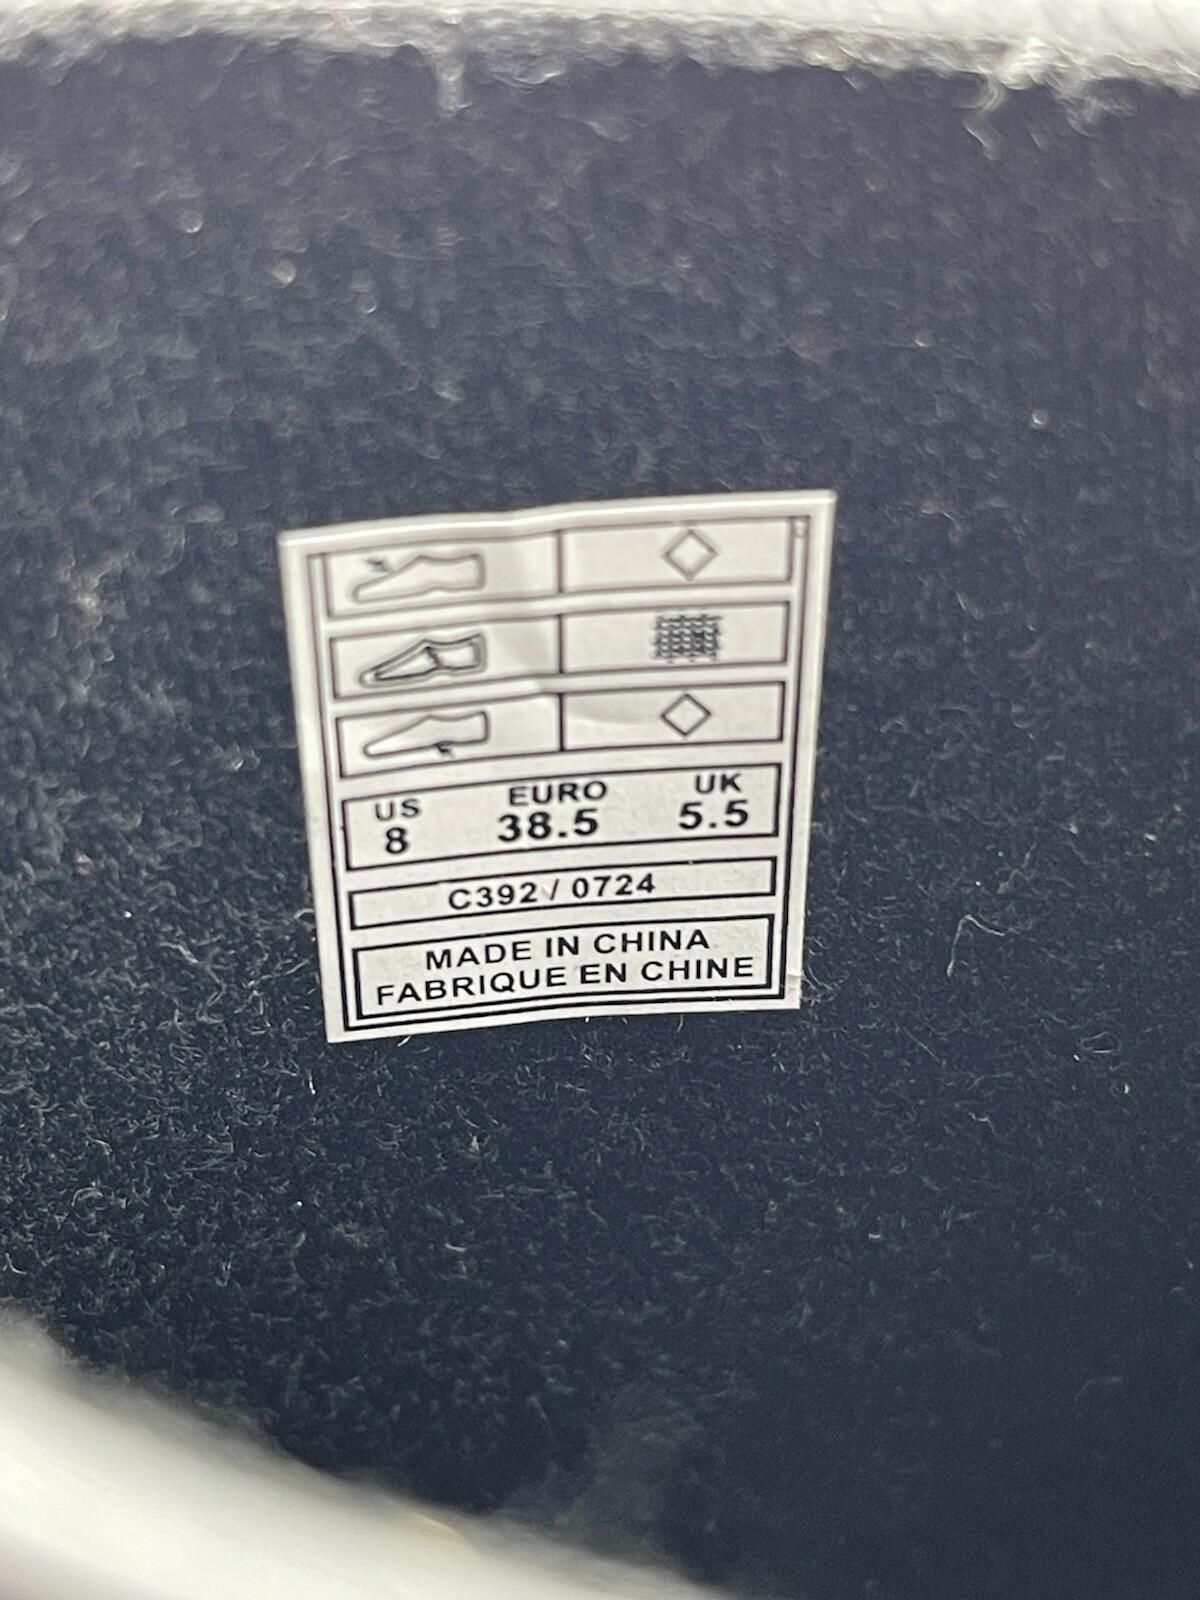 US EURO UK
8 38.5 5.5
C392 / 0724
MADE IN CHINA
FABRIQUE EN CHINE